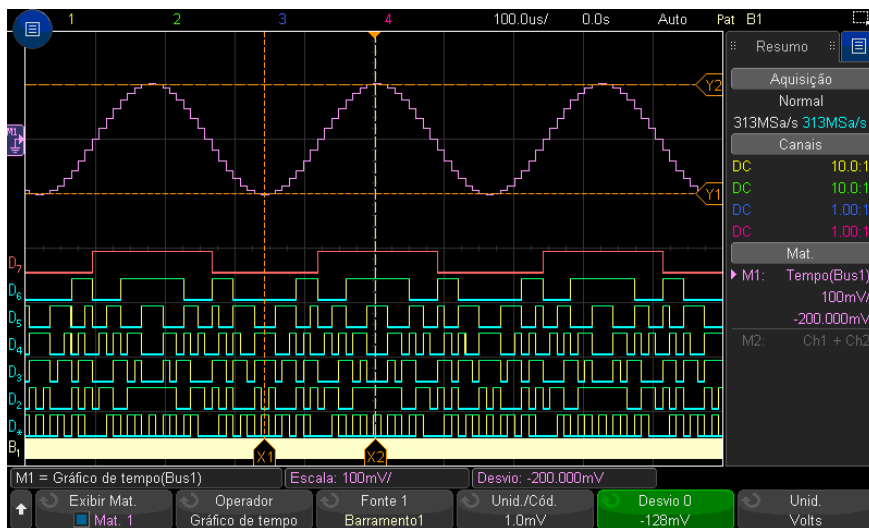 1 2 3 4 100.0us/ 0.0s Auto Pat B1
Resumo
Aquisição
Normal
313MSa/s 313MSa/s
Canais
DC 10.0:1
DC 10.0:1
DC 1.00:1
DC 1.00:1
Mat.
M1: Tempo(Bus1)
100mV/
-200.000mV
M2: Ch1 + Ch2
M1
Y2
Y1
D7
D6
D5
D4
D3
D2
D*
B1
X1 X2
M1 = Gráfico de tempo(Bus1) Escala: 100mV/ Desvio: -200.000mV
Exibir Mat. Operador Fonte 1 Unid./Cód. Desvio 0 Unid.
Mat. 1 Gráfico de tempo Barramento1 1.0mV -128mV Volts